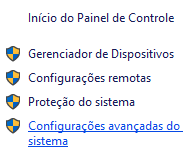 Início do Painel de Controle
Gerenciador de Dispositivos
Configurações remotas
Proteção do sistema
Configurações avançadas do
sistema